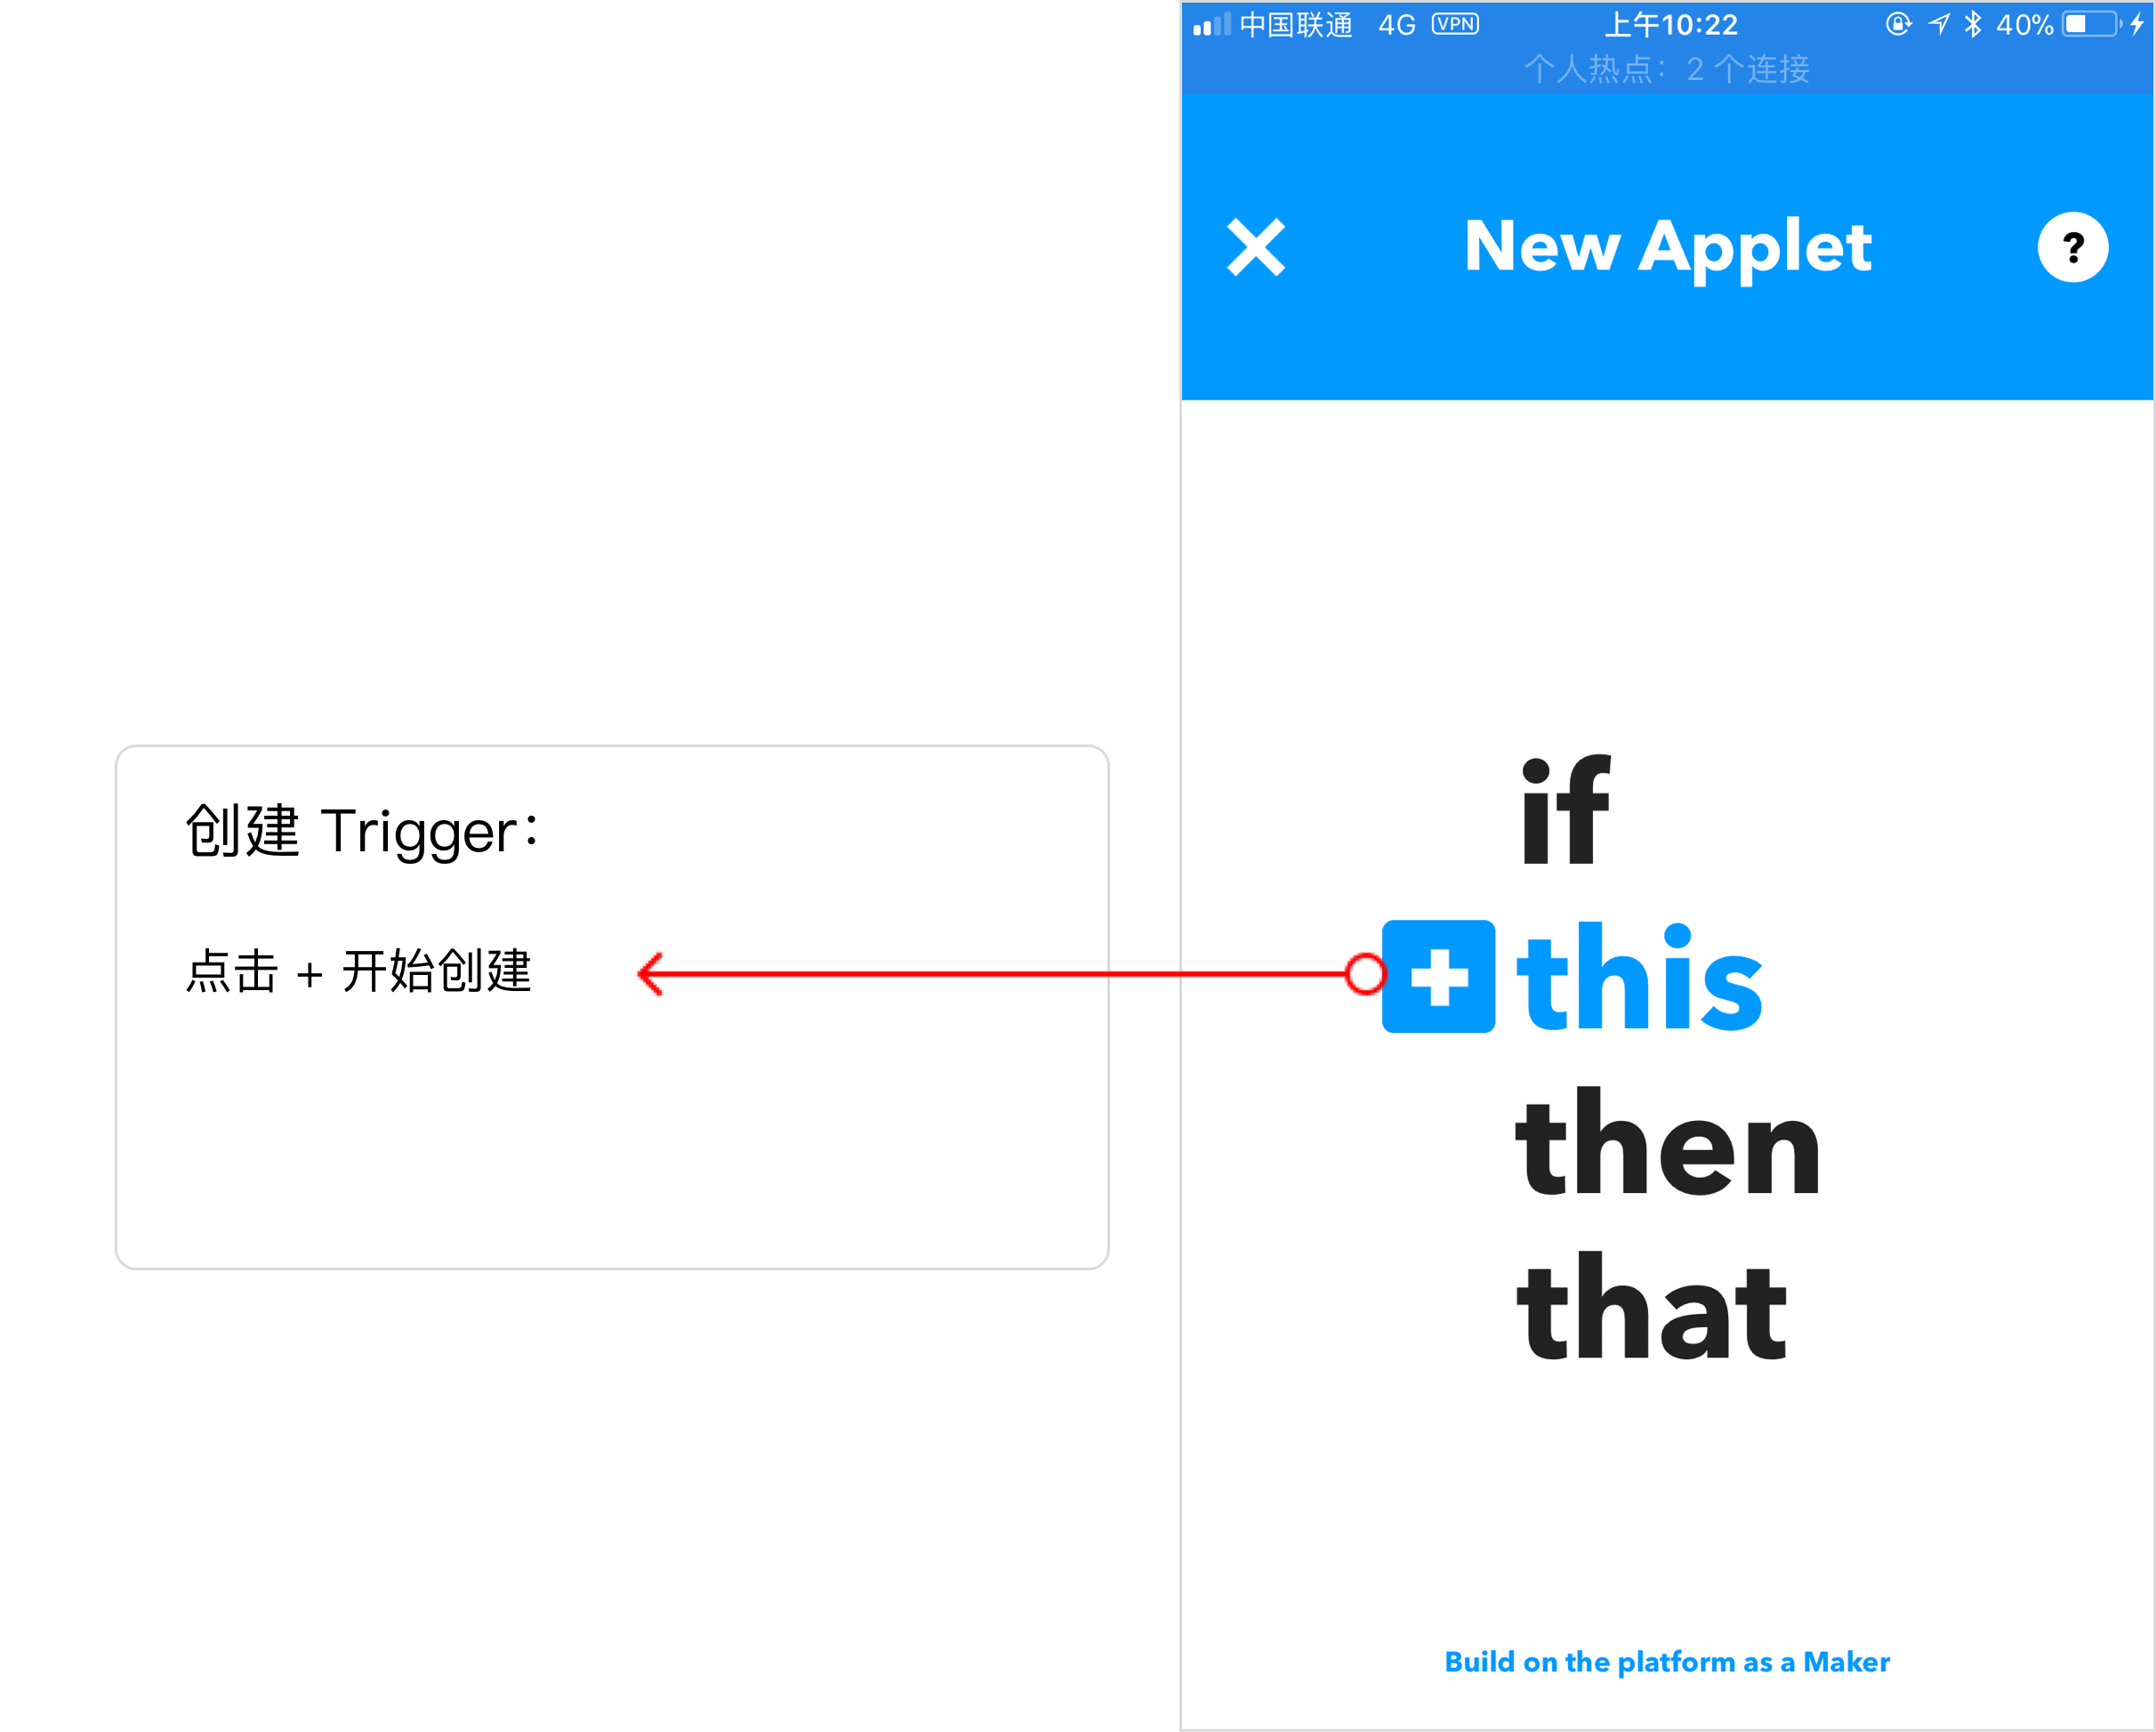 中国联通 4G VPN 上午10:22 40%
个人热点：2 个连接
New Applet
?
if
创建 Trigger：
点击 + 开始创建
this
then
that
Build on the platform as a Maker